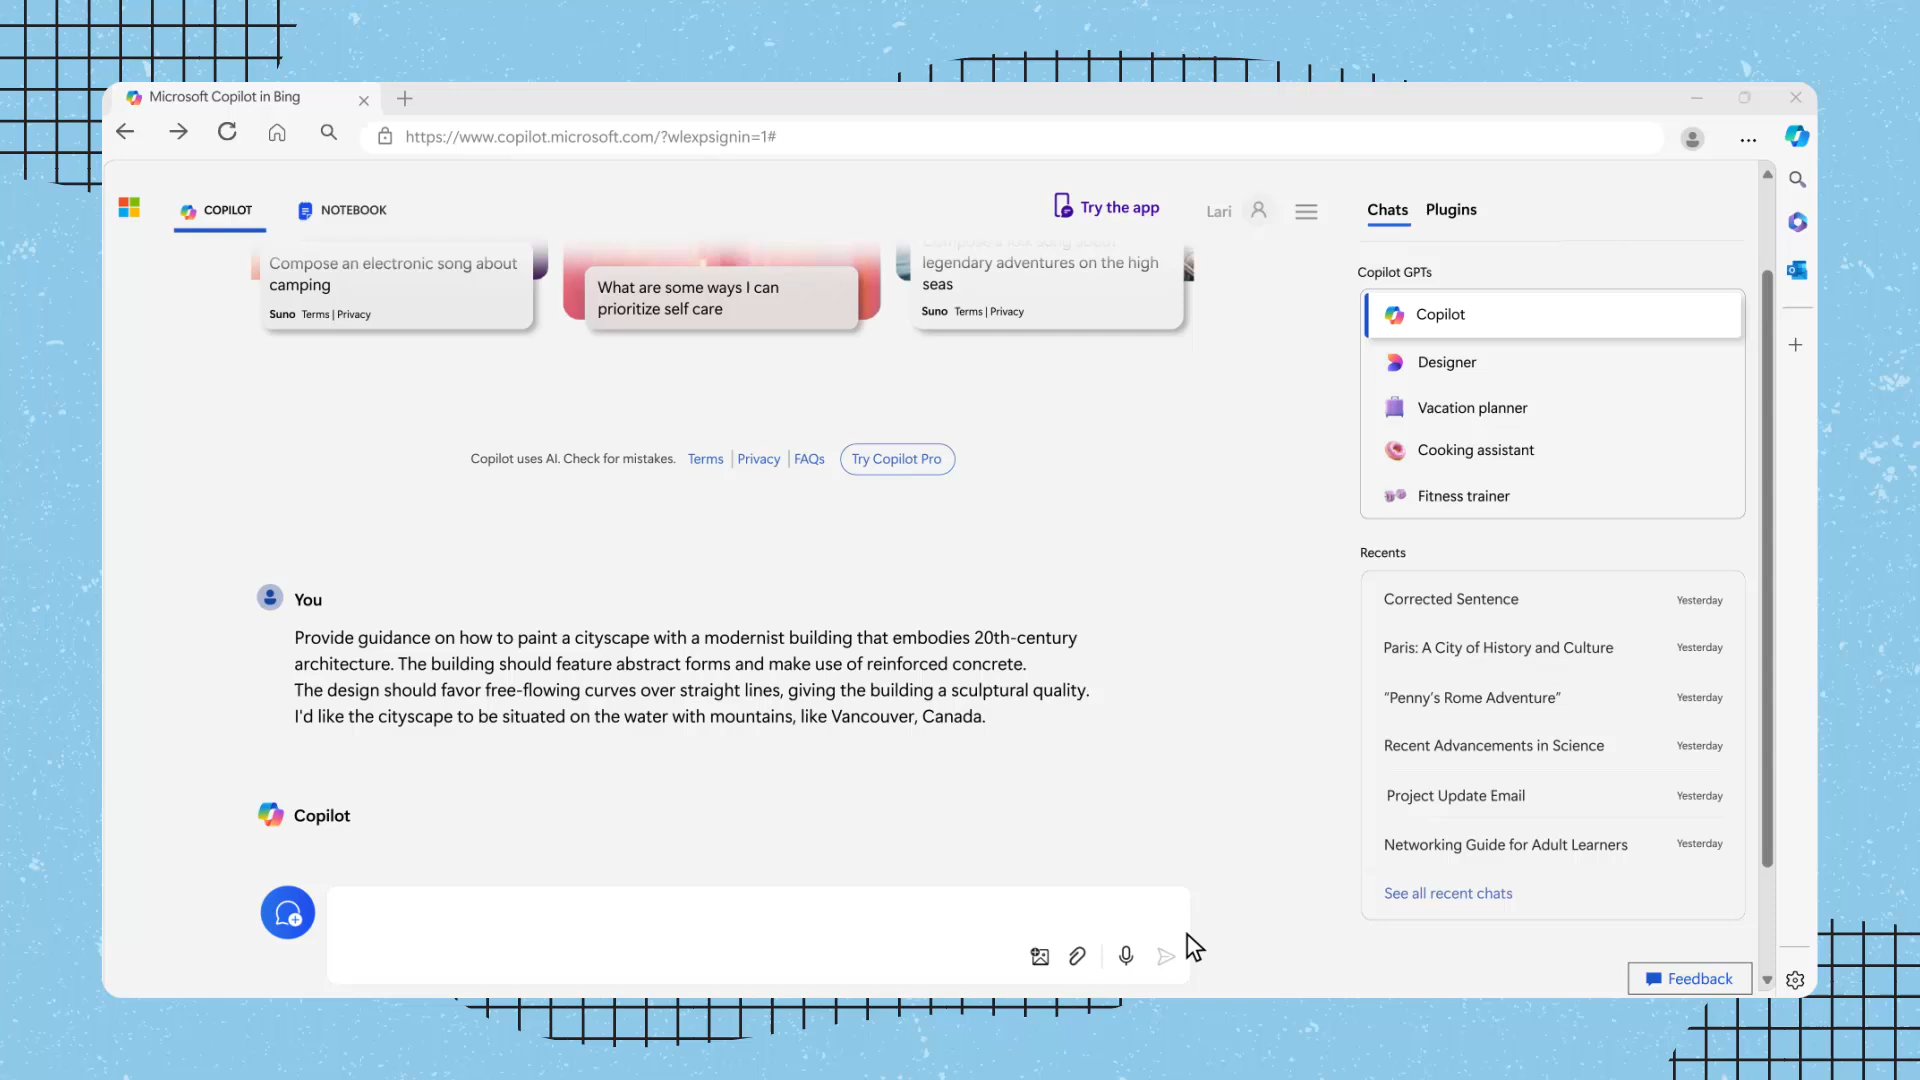 Microsoft Copilot in Bing
https://www.copilot.microsoft.com/?wlexpsignin=1#
COPILOT
NOTEBOOK
Try the app
Lari
Chats
Plugins
Compose an electronic song about
camping
Suno Terms | Privacy
What are some ways I can
prioritize self care
Compose a folk song about
legendary adventures on the high
seas
Suno Terms | Privacy
Copilot GPTs
Copilot
Designer
Vacation planner
Cooking assistant
Fitness trainer
Copilot uses AI. Check for mistakes. Terms | Privacy | FAQs Try Copilot Pro
You
Provide guidance on how to paint a cityscape with a modernist building that embodies 20th-century
architecture. The building should feature abstract forms and make use of reinforced concrete.
The design should favor free-flowing curves over straight lines, giving the building a sculptural quality.
I'd like the cityscape to be situated on the water with mountains, like Vancouver, Canada.
Copilot
Recents
Corrected Sentence Yesterday
Paris: A City of History and Culture Yesterday
“Penny’s Rome Adventure” Yesterday
Recent Advancements in Science Yesterday
Project Update Email Yesterday
Networking Guide for Adult Learners Yesterday
See all recent chats
Feedback